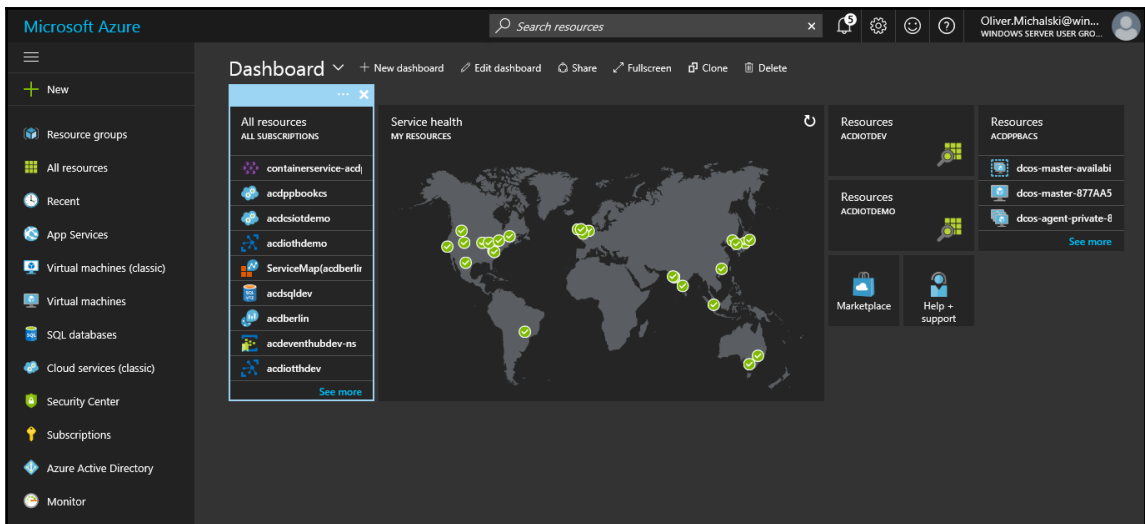 Microsoft Azure
Search resources
5
Oliver.Michalski@win...
WINDOWS SERVER USER GRO...
New
Resource groups
All resources
Recent
App Services
Virtual machines (classic)
Virtual machines
SQL databases
Cloud services (classic)
Security Center
Subscriptions
Azure Active Directory
Monitor
Dashboard
New dashboard
Edit dashboard
Share
Fullscreen
Clone
Delete
All resources
ALL SUBSCRIPTIONS
containerservice-acd
acdppbookcs
acdcsiotdemo
acdiothdemo
ServiceMap(acdberlin
acdsqldev
acdberlin
acdeventhubdev-ns
acdiotthdev
See more
Service health
MY RESOURCES
Resources
ACDIOTDEV
Resources
ACDIOTDEMO
Resources
ACDPPBACS
dcos-master-availabi
dcos-master-877AA5
dcos-agent-private-8
See more
Marketplace
Help +
support